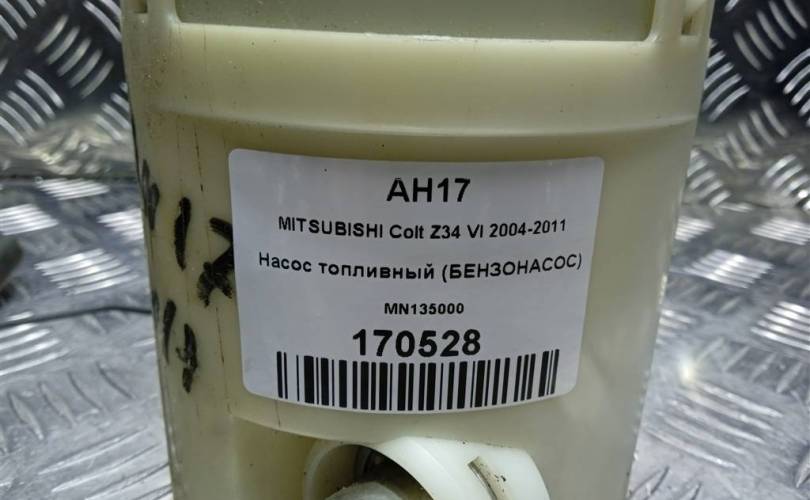 AH17
MITSUBISHI Colt Z34 VI 2004-2011
Насос топливный (БЕНЗОНАСОС)
MN135000
170528